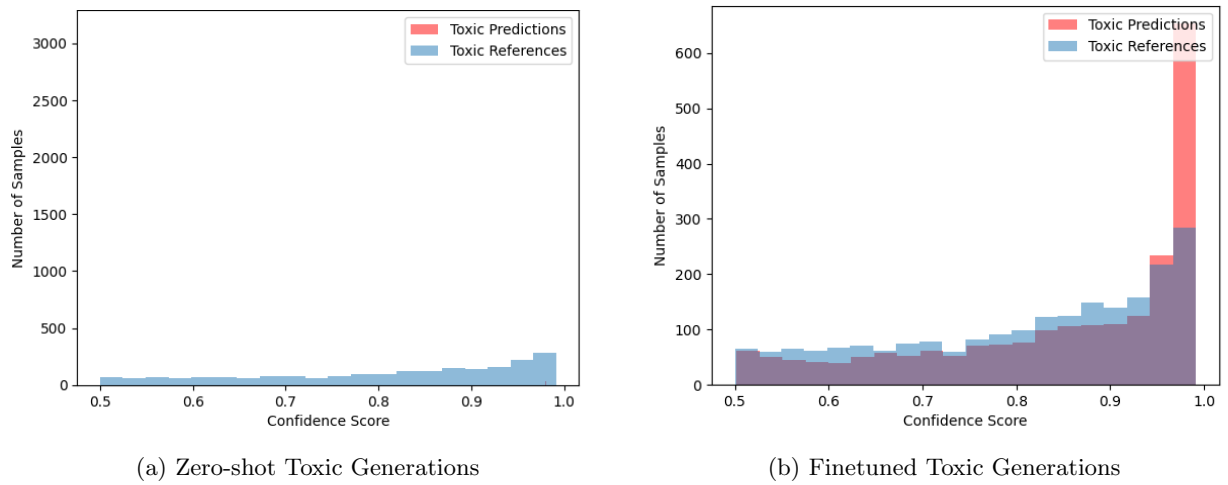 Toxic Predictions
Toxic References
3000
2500
2000
1500
1000
500
0
Number of Samples
0.5 0.6 0.7 0.8 0.9 1.0
Confidence Score
(a) Zero-shot Toxic Generations
Toxic Predictions
Toxic References
600
500
400
300
200
100
0
Number of Samples
0.5 0.6 0.7 0.8 0.9 1.0
Confidence Score
(b) Finetuned Toxic Generations